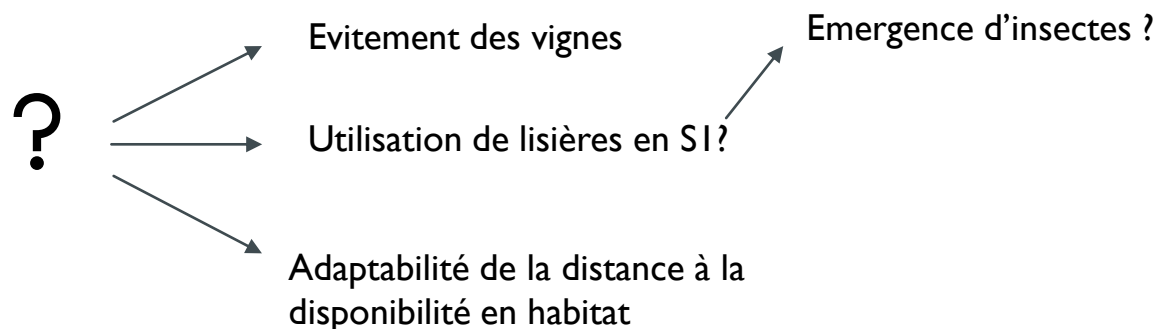 Evitement des vignes
Emergence d'insectes ?
?
Utilisation de lisières en S1?
Adaptabilité de la distance à la
disponibilité en habitat